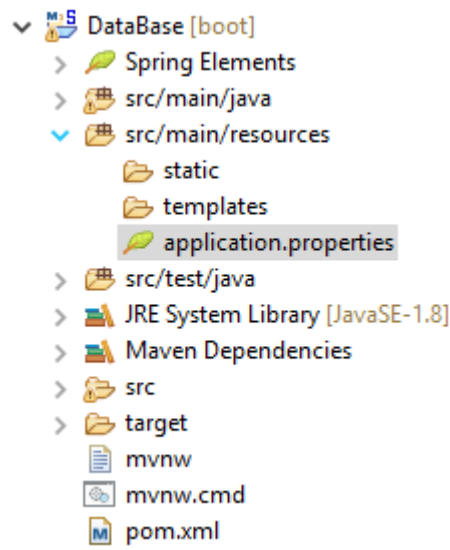 DataBase [boot]
Spring Elements
src/main/java
src/main/resources
static
templates
application.properties
src/test/java
JRE System Library [JavaSE-1.8]
Maven Dependencies
src
target
mvnw
mvnw.cmd
pom.xml